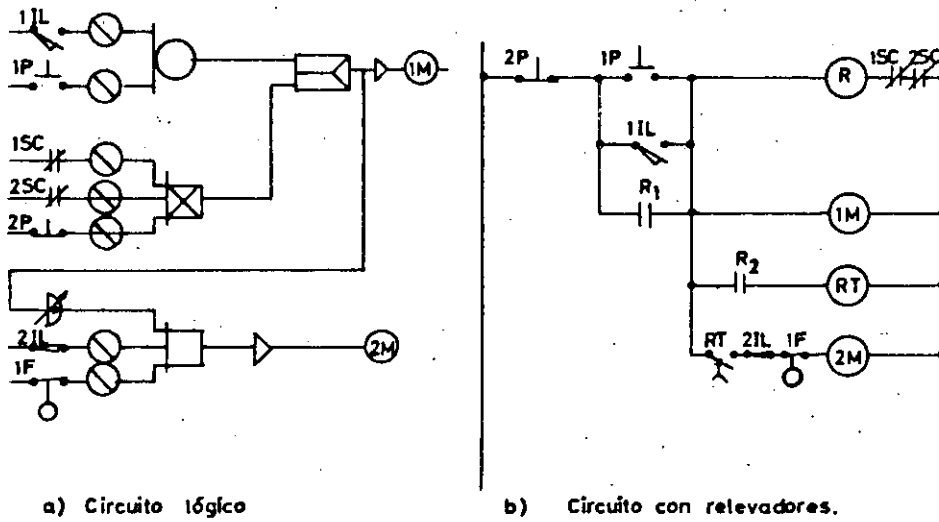 1IL
1P
1M
1SC
2SC
2P
2IL
1F
2M
a) Circuito lógico
2P
1P
R
1SC
2SC
1IL
R1
1M
R2
RT
RT
2IL
1F
2M
b) Circuito con relevadores.